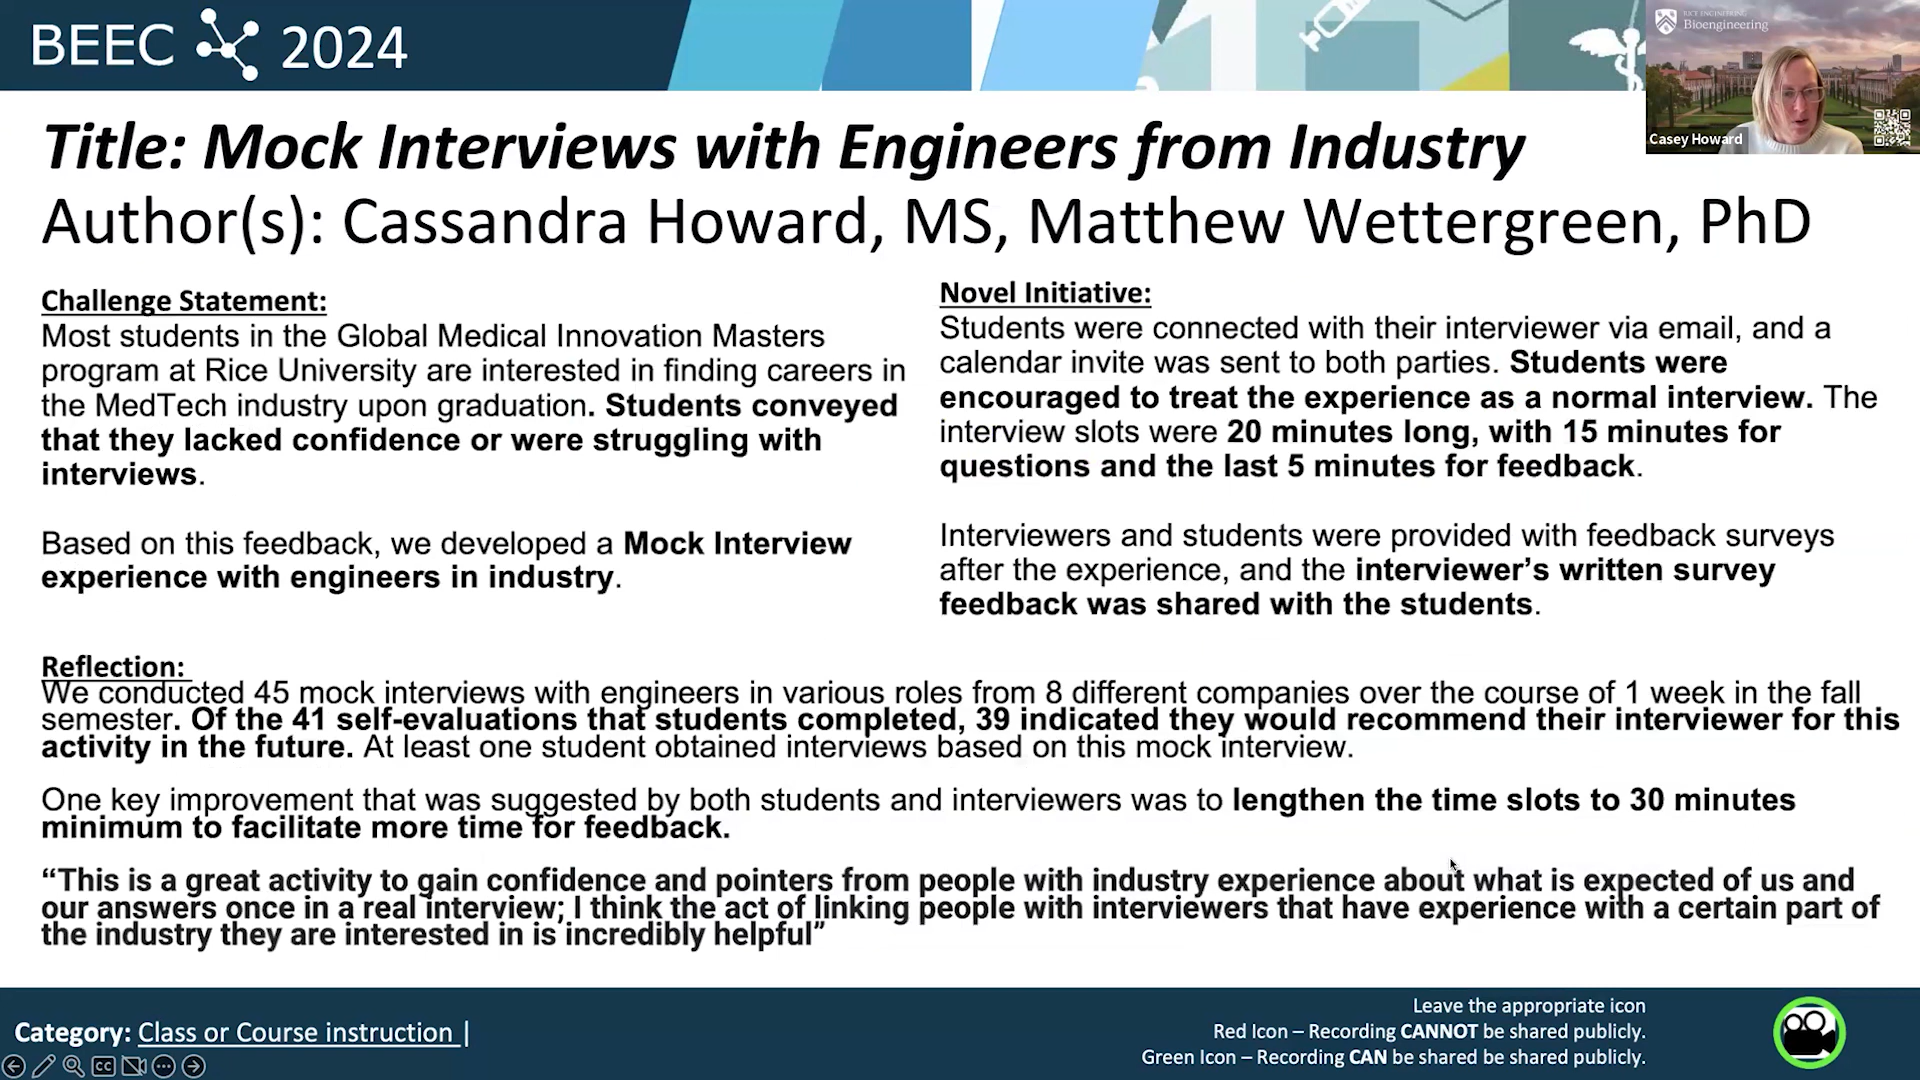 BEEC 2024
RICE ENGINEERING
Bioengineering
Casey Howard
Title: Mock Interviews with Engineers from Industry
Author(s): Cassandra Howard, MS, Matthew Wettergreen, PhD
Challenge Statement:
Most students in the Global Medical Innovation Masters
program at Rice University are interested in finding careers in
the MedTech industry upon graduation. Students conveyed
that they lacked confidence or were struggling with
interviews.
Based on this feedback, we developed a Mock Interview
experience with engineers in industry.
Novel Initiative:
Students were connected with their interviewer via email, and a
calendar invite was sent to both parties. Students were
encouraged to treat the experience as a normal interview. The
interview slots were 20 minutes long, with 15 minutes for
questions and the last 5 minutes for feedback.
Interviewers and students were provided with feedback surveys
after the experience, and the interviewer’s written survey
feedback was shared with the students.
Reflection:
We conducted 45 mock interviews with engineers in various roles from 8 different companies over the course of 1 week in the fall
semester. Of the 41 self-evaluations that students completed, 39 indicated they would recommend their interviewer for this
activity in the future. At least one student obtained interviews based on this mock interview.
One key improvement that was suggested by both students and interviewers was to lengthen the time slots to 30 minutes
minimum to facilitate more time for feedback.
“This is a great activity to gain confidence and pointers from people with industry experience about what is expected of us and
our answers once in a real interview; I think the act of linking people with interviewers that have experience with a certain part of
the industry they are interested in is incredibly helpful”
Category: Class or Course instruction |
Leave the appropriate icon
Red Icon – Recording CANNOT be shared publicly.
Green Icon – Recording CAN be shared be shared publicly.
CC